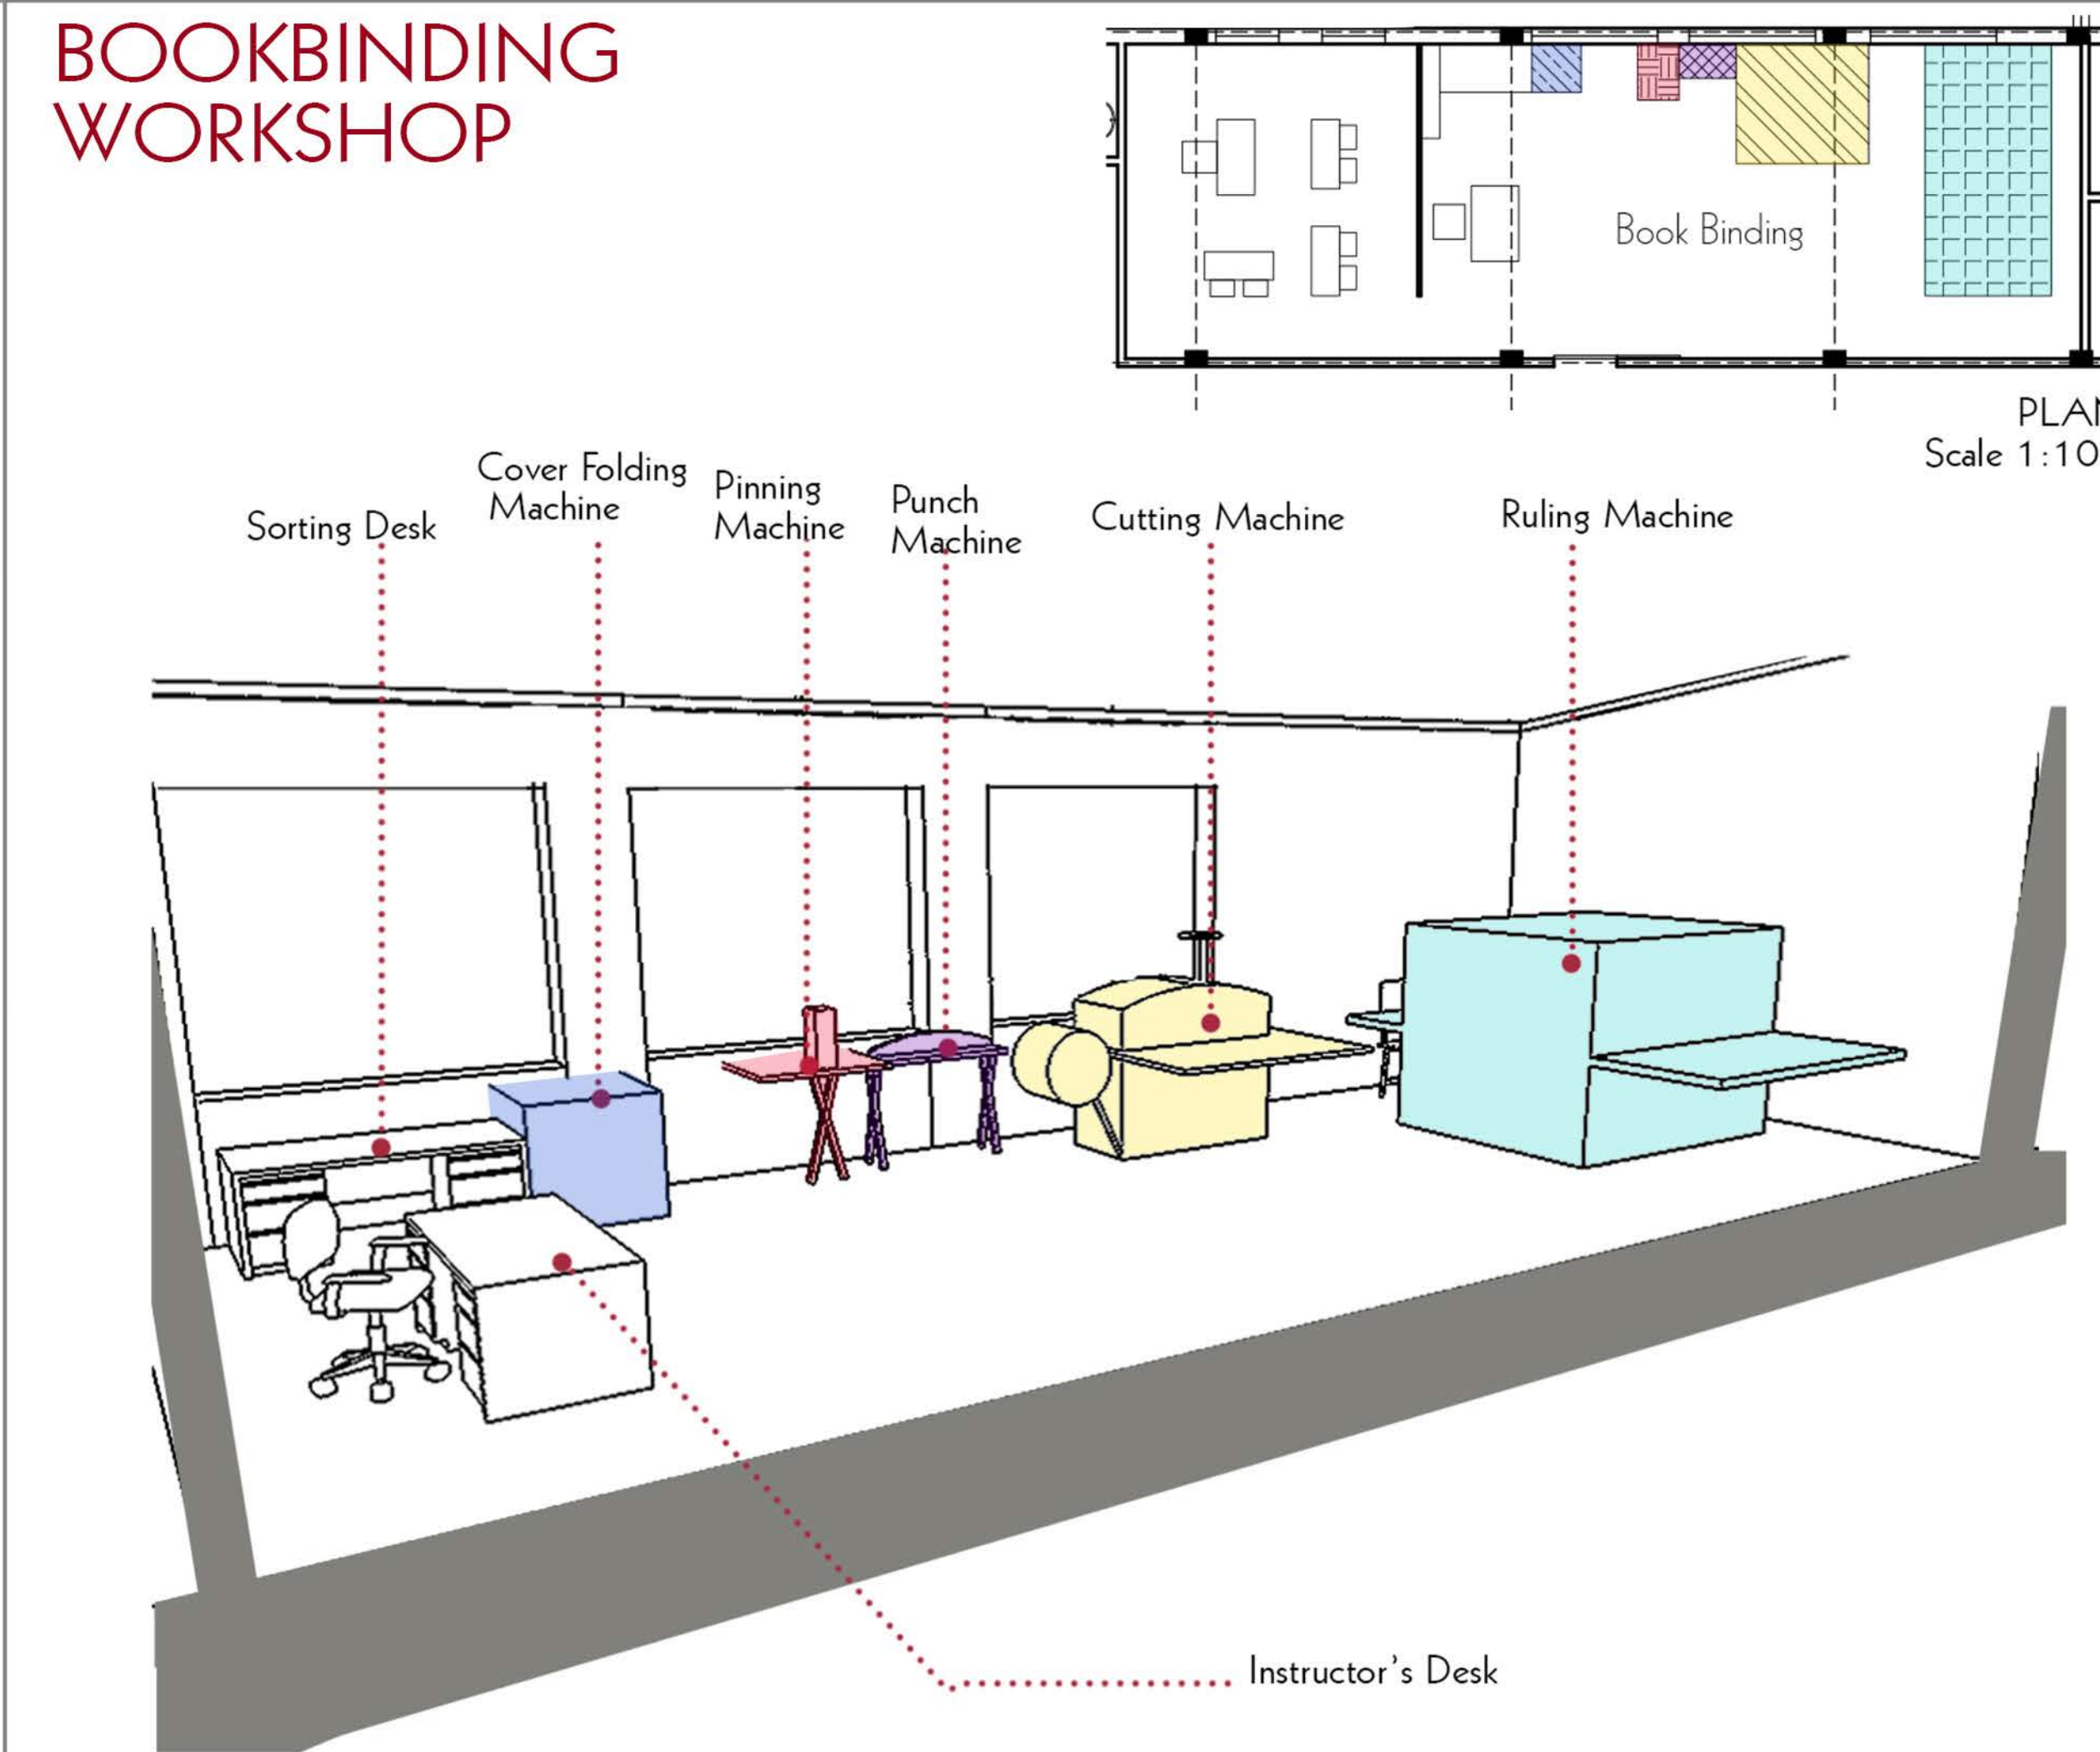 BOOKBINDING
WORKSHOP
Book Binding
Scale 1:10
Cover Folding
Machine
Pinning
Machine
Punch
Machine
Sorting Desk
Cutting Machine
Ruling Machine
Instructor's Desk